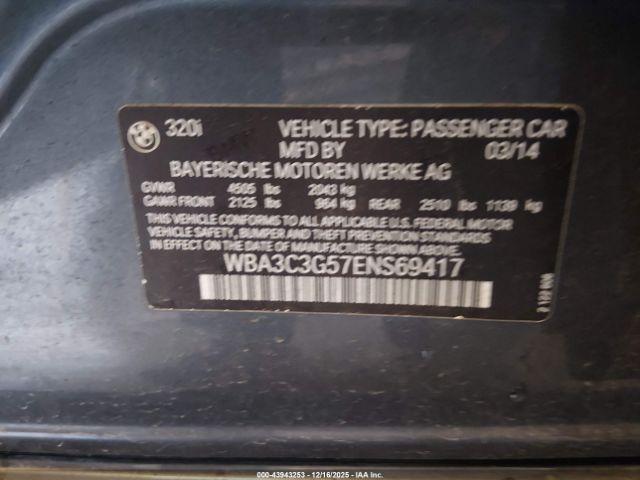 320i VEHICLE TYPE: PASSENGER CAR
MFD BY 03/14
BAYERISCHE MOTOREN WERKE AG
GVWR 4505 lbs 2043 kg
GAWR FRONT 2125 lbs 964 kg REAR 2510 lbs 1139 kg
THIS VEHICLE CONFORMS TO ALL APPLICABLE U.S. FEDERAL MOTOR
VEHICLE SAFETY, BUMPER AND THEFT PREVENTION STANDARDS
IN EFFECT ON THE DATE OF MANUFACTURE SHOWN ABOVE.
WBA3C3G57ENS69417
000-43943253 - 12/16/2025 - IAA Inc.